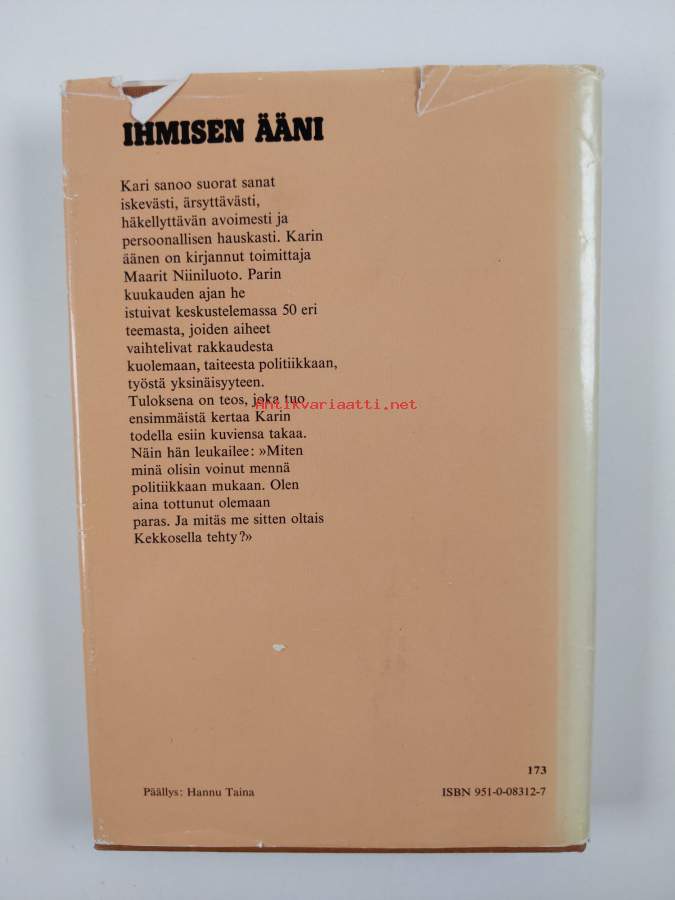 IHMISEN ÄÄNI
Kari sanoo suorat sanat
iskevästi, ärsyttävästi,
häkellyttävän avoimesti ja
persoonallisen hauskasti. Karin
äänen on kirjannut toimittaja
Maarit Niiniluoto. Parin
kuukauden ajan he
istuivat keskustelemassa 50 eri
teemasta, joiden aiheet
vaihtelivat rakkaudesta
kuolemaan, taiteesta politiikkaan,
työstä yksinäisyyteen.
Tuloksena on teos, joka tuo
Antikvariaatti.net
ensimmäistä kertaa Karin
todella esiin kuviensa takaa.
Näin hän leukailee: »Miten
minä olisin voinut mennä
politiikkaan mukaan. Olen
aina tottunut olemaan
paras. Ja mitäs me sitten oltais
Kekkosella tehty?»
173
Päällys: Hannu Taina
ISBN 951-0-08312-7